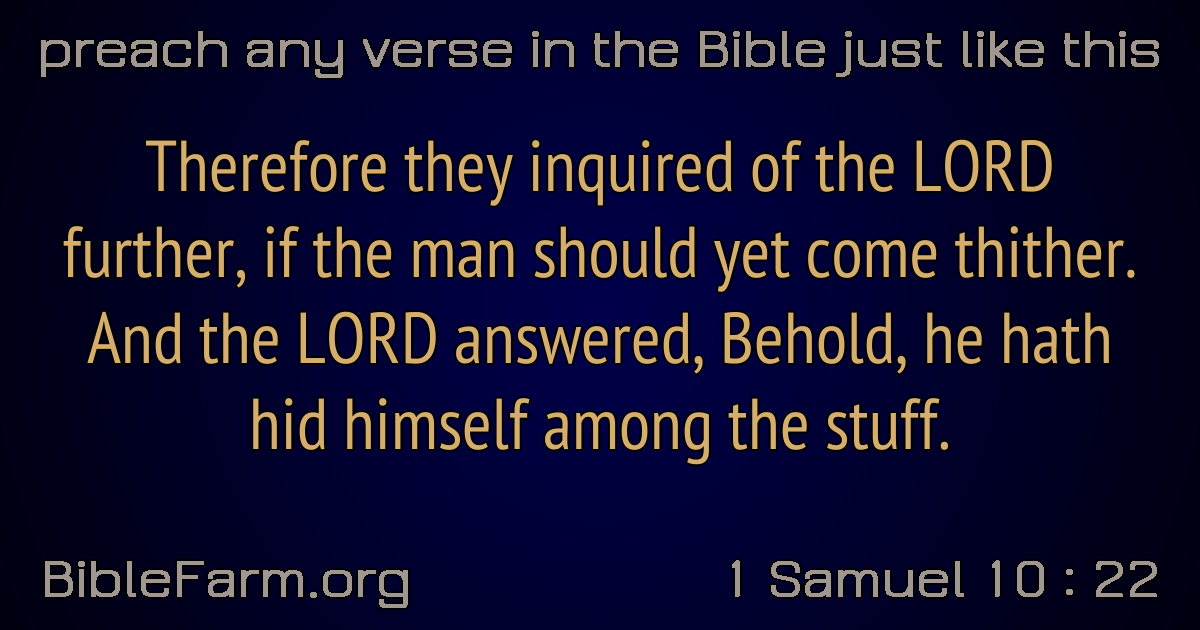 preach any verse in the Bible just like this
Therefore they inquired of the LORD
further, if the man should yet come thither.
And the LORD answered, Behold, he hath
hid himself among the stuff.
BibleFarm.org
1 Samuel 10 : 22